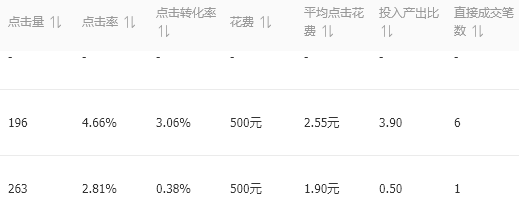 点击量 点击率 点击转化率 花费 平均点击花费 投入产出比 直接成交笔数
- - - - - - -
196 4.66% 3.06% 500元 2.55元 3.90 6
263 2.81% 0.38% 500元 1.90元 0.50 1